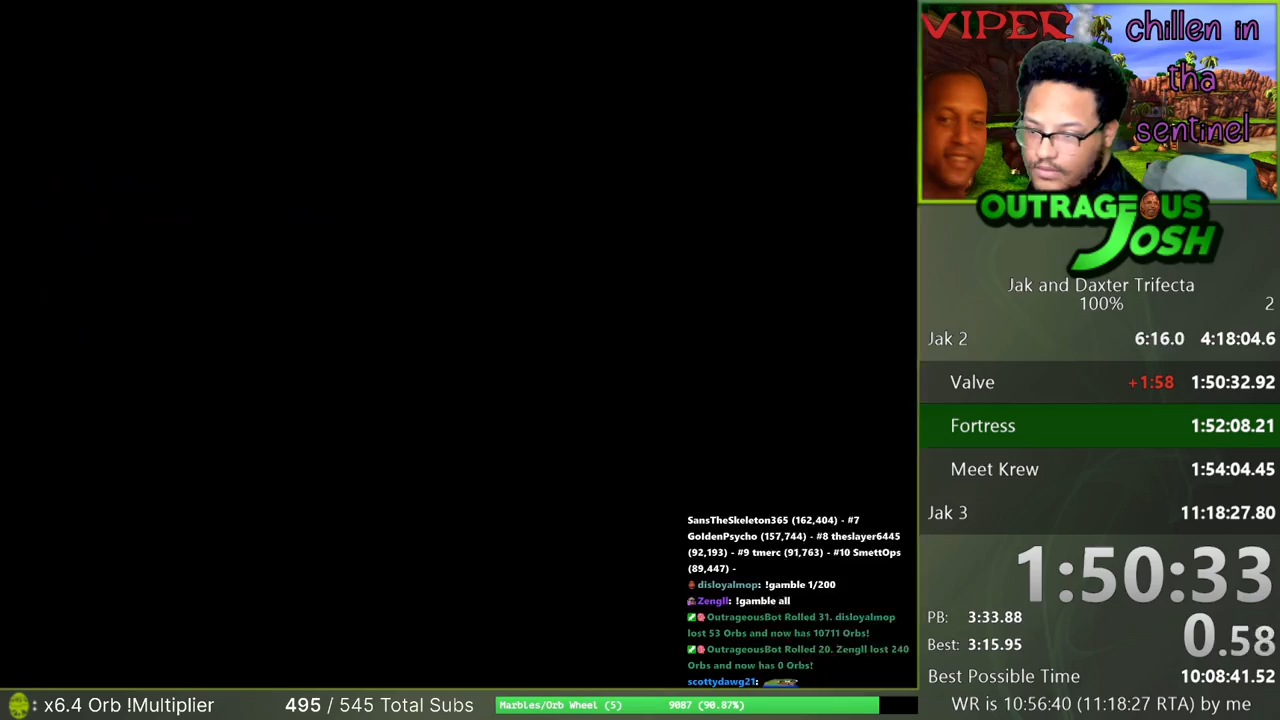 VIPER
chillen in
tha
sentinel
OUTRAGEOUS
JOSH
Jak and Daxter Trifecta
100% 2
Jak 2 6:16.0 4:18:04.6
Valve +1:58 1:50:32.92
Fortress 1:52:08.21
Meet Krew 1:54:04.45
Jak 3 11:18:27.80
1:50:33
PB: 3:33.88
0.58
Best: 3:15.95
Best Possible Time 10:08:41.52
WR is 10:56:40 (11:18:27 RTA) by me
SansTheSkeleton365 (162,404) - #7
GoldenPsycho (157,744) - #8 theslayer6445
(92,193) - #9 tmerc (91,763) - #10 SmettOps
(89,447) -
disloyalmop: !gamble 1/200
Zengll: !gamble all
OutrageousBot Rolled 31. disloyalmop
lost 53 Orbs and now has 10711 Orbs!
OutrageousBot Rolled 20. Zengll lost 240
Orbs and now has 0 Orbs!
scottydawg21:
: x6.4 Orb !Multiplier 495 / 545 Total Subs Marbles/Orb Wheel (5) 9087 (90.87%)